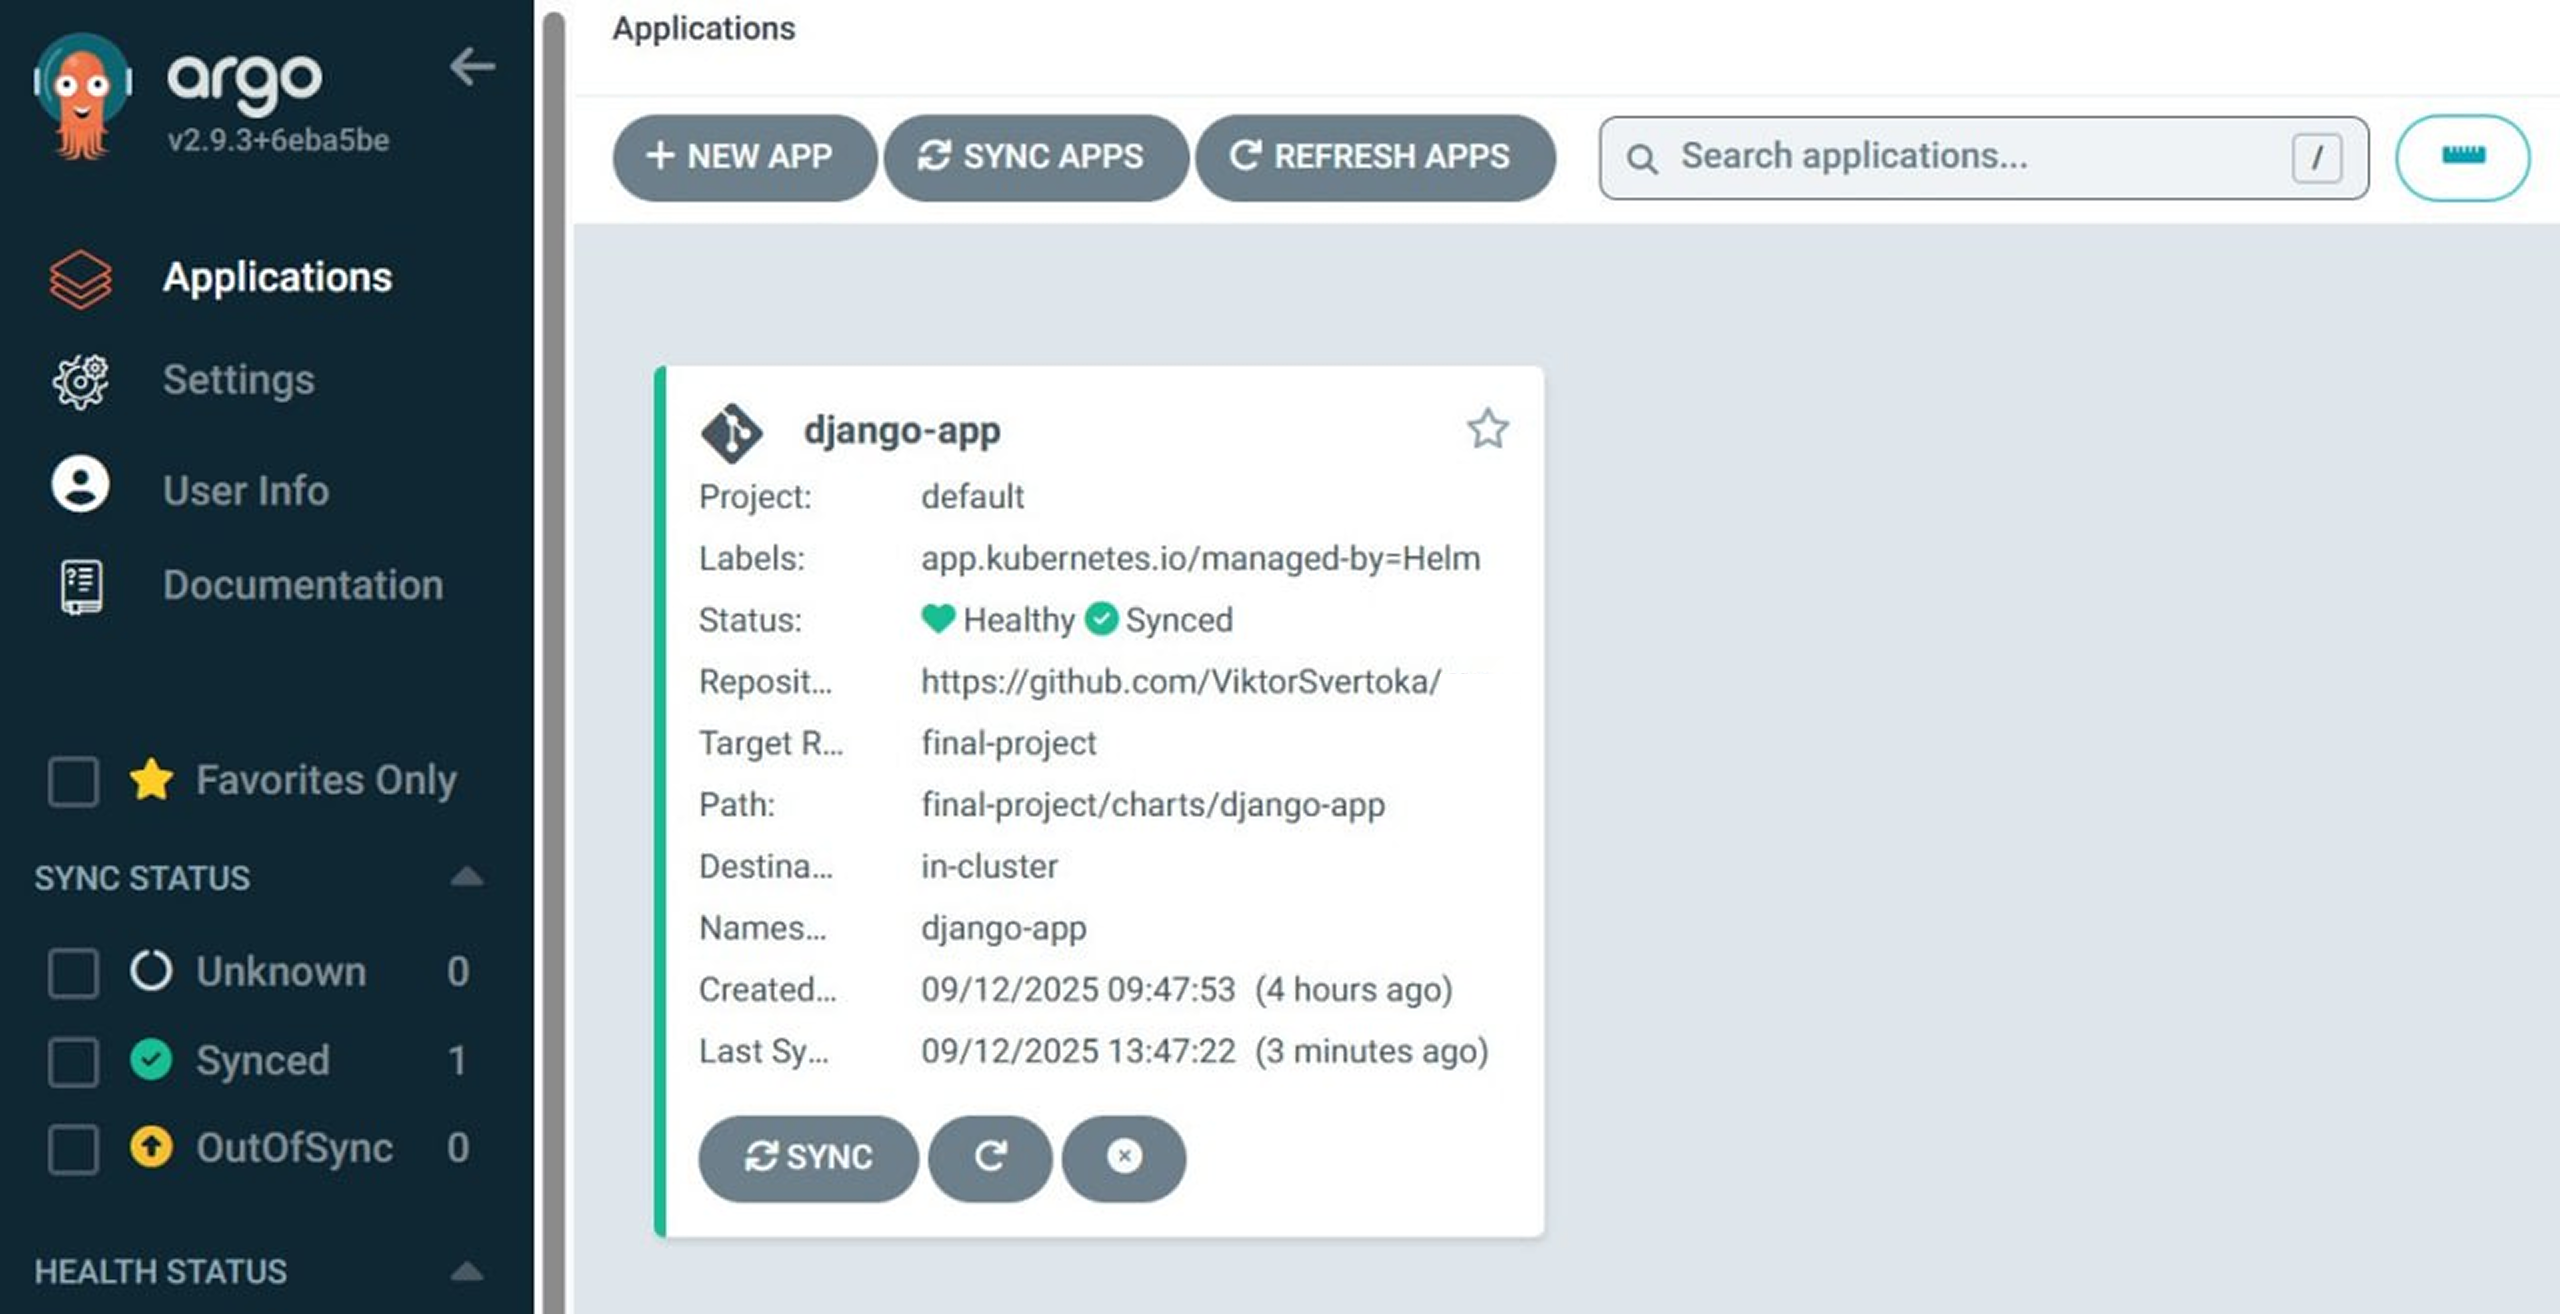 argo
v2.9.3+6eba5be
Applications
Settings
User Info
Documentation
Favorites Only
SYNC STATUS
Unknown 0
Synced 1
OutOfSync 0
HEALTH STATUS
Applications
NEW APP SYNC APPS REFRESH APPS Search applications... /
django-app
Project: default
Labels: app.kubernetes.io/managed-by=Helm
Status: Healthy Synced
Reposit... https://github.com/ViktorSvertoka/
Target R... final-project
Path: final-project/charts/django-app
Destina... in-cluster
Names... django-app
Created... 09/12/2025 09:47:53 (4 hours ago)
Last Sy... 09/12/2025 13:47:22 (3 minutes ago)
SYNC